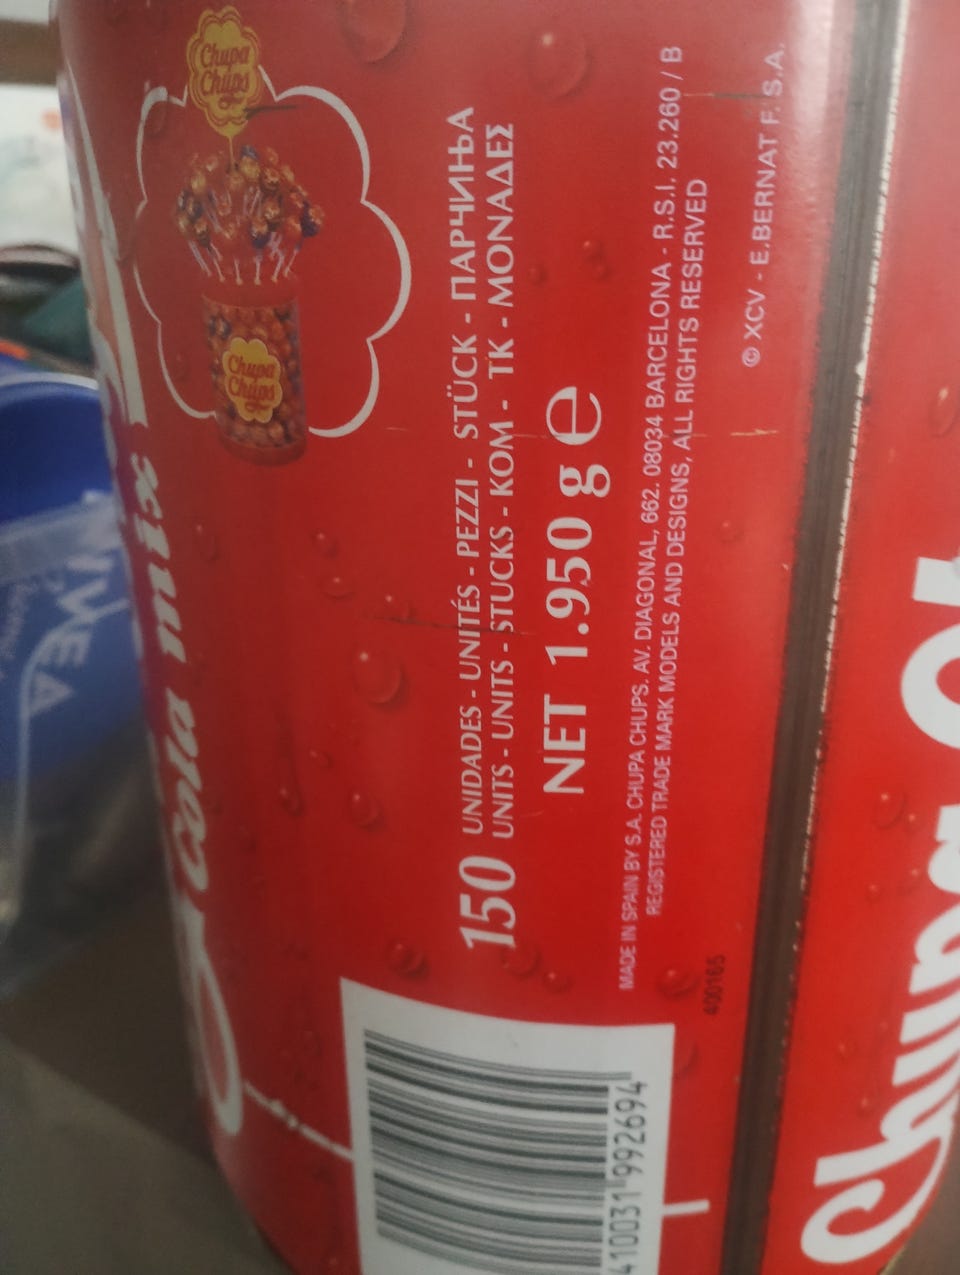 Chupa
Chups
Chupa
Chups
cola mix
150 UNIDADES - UNITÉS - PEZZI - STÜCK - ПАРЧИЊА
UNITS - UNITS - STUCKS - KOM - TK - ΜΟΝΑΔΕΣ
NET 1.950 g e
MADE IN SPAIN BY S.A. CHUPA CHUPS. AV. DIAGONAL, 662. 08034 BARCELONA - R.S.I. 23.260 / B
REGISTERED TRADE MARK MODELS AND DESIGNS, ALL RIGHTS RESERVED
© XCV - E.BERNAT F. S.A.
400165
410031 992694
Chupa Ch